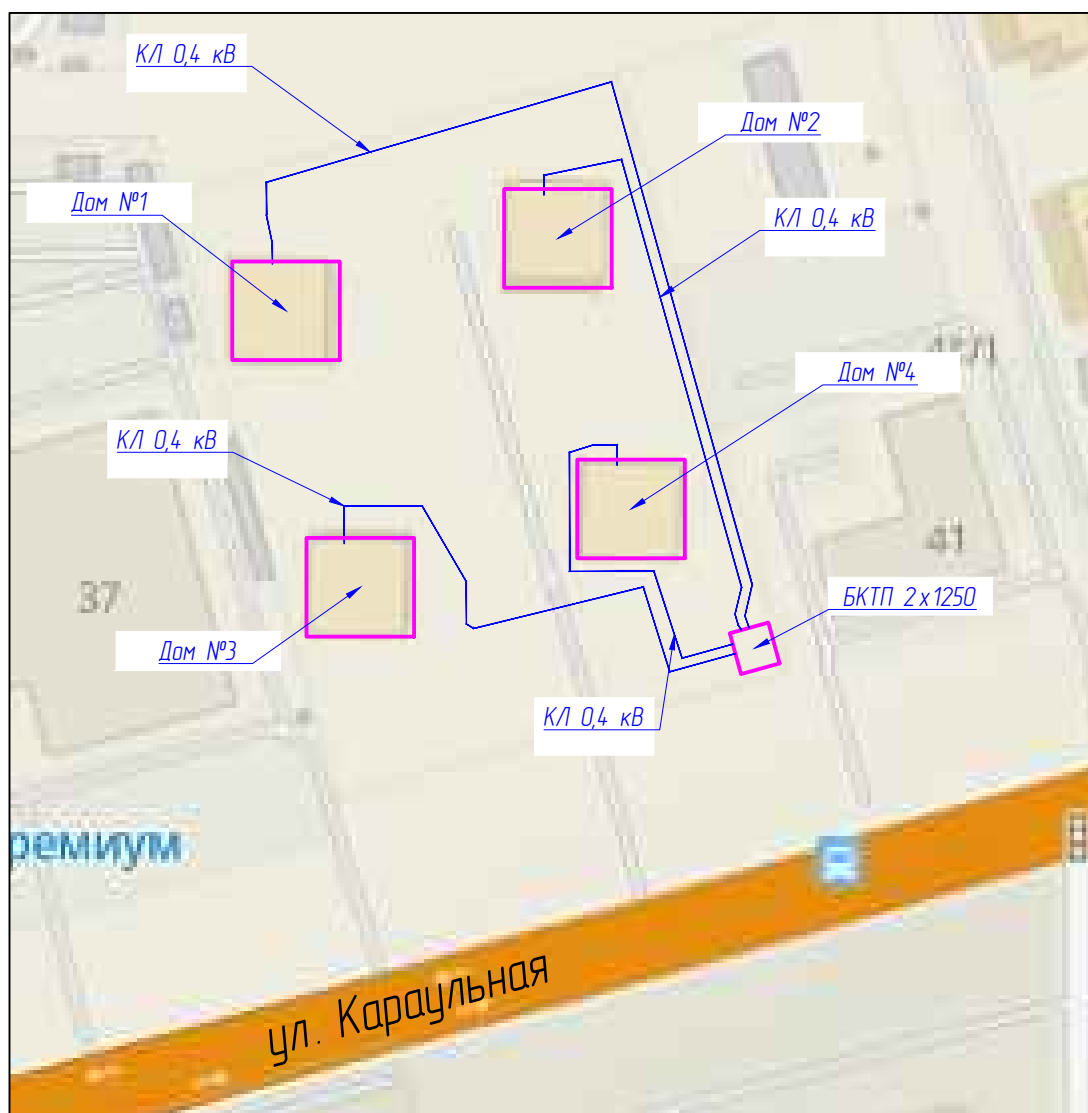 КЛ 0,4 кВ
Дом №2
Дом №1
КЛ 0,4 кВ
Дом №4
КЛ 0,4 кВ
41
37
БКТП 2х1250
Дом №3
КЛ 0,4 кВ
ремиум
ул. Караульная